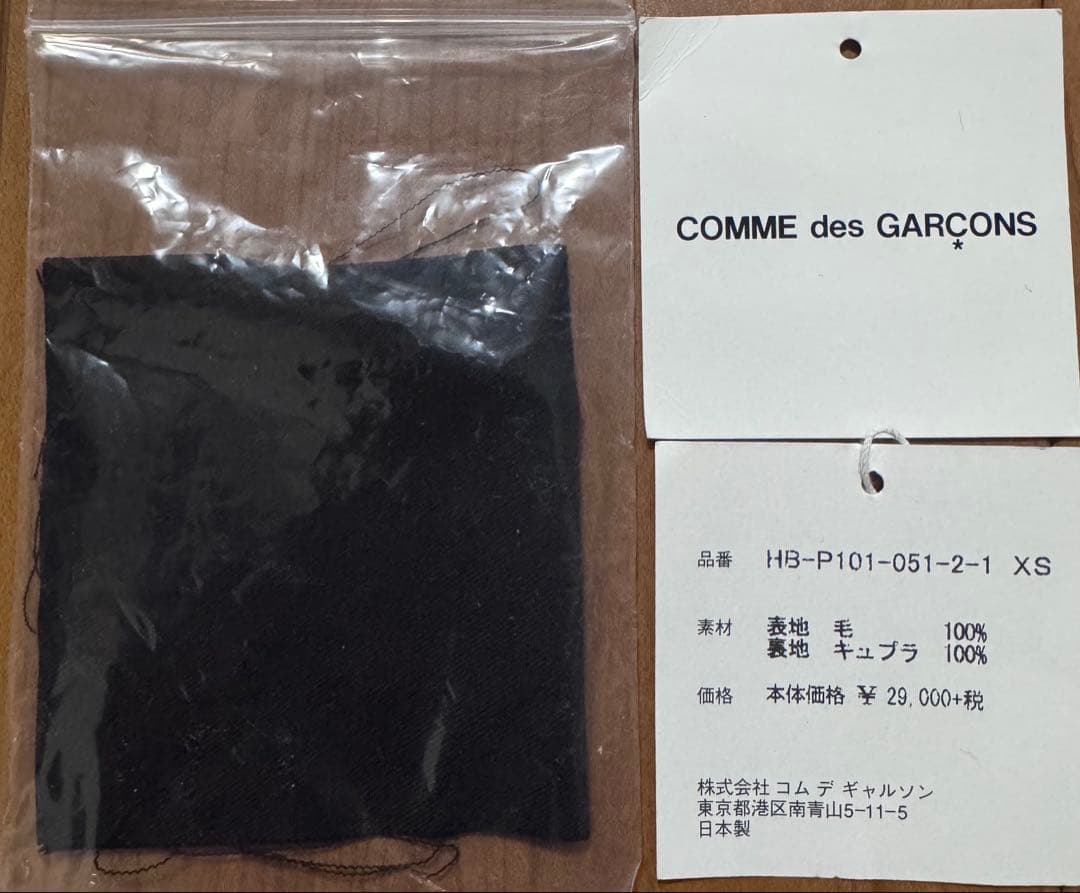 COMME des GARÇONS
*
品番 HB-P101-051-2-1 XS
素材 表地 毛 100%
裏地 キュプラ 100%
価格 本体価格 ¥ 29,000+税
株式会社 コム デ ギャルソン
東京都港区南青山5-11-5
日本製